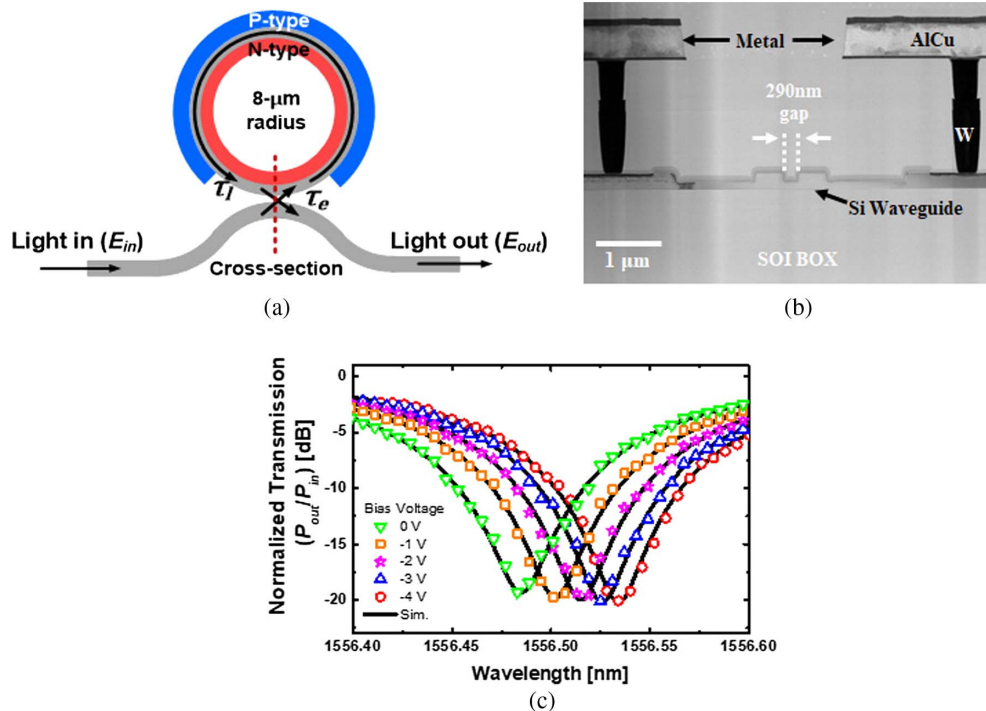 P-type
N-type
8-μm
radius
τl
τe
Light in (Ein)
Light out (Eout)
Cross-section
(a)
Metal
AlCu
290nm
gap
W
Si Waveguide
1 μm
SOI BOX
(b)
Normalized Transmission
(Pout/Pin) [dB]
0
-5
-10
-15
-20
Bias Voltage
0 V
-1 V
-2 V
-3 V
-4 V
Sim.
1556.40
1556.45
1556.50
1556.55
1556.60
Wavelength [nm]
(c)